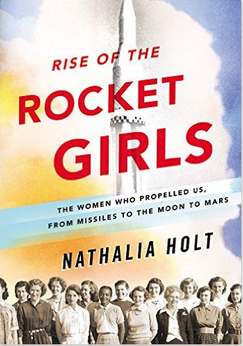 RISE OF THE
ROCKET
GIRLS
THE WOMEN WHO PROPELLED US,
FROM MISSILES TO THE MOON TO MARS
NATHALIA HOLT